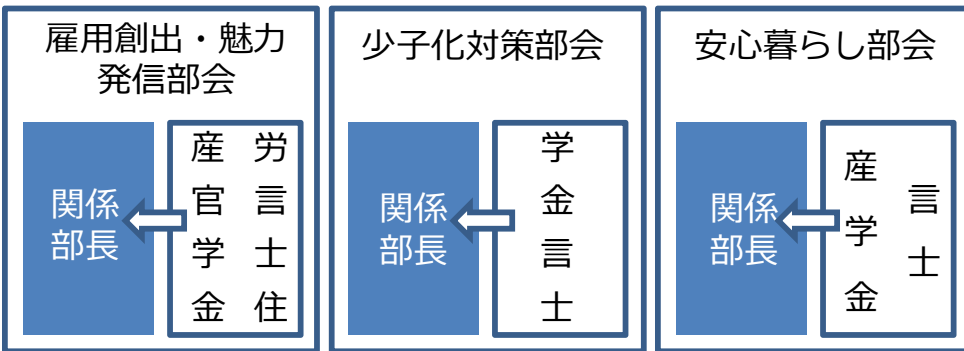 雇用創出・魅力
発信部会
関係
部長
産官学金
労言士住
少子化対策部会
関係
部長
学金言士
安心暮らし部会
関係
部長
産学金
言士